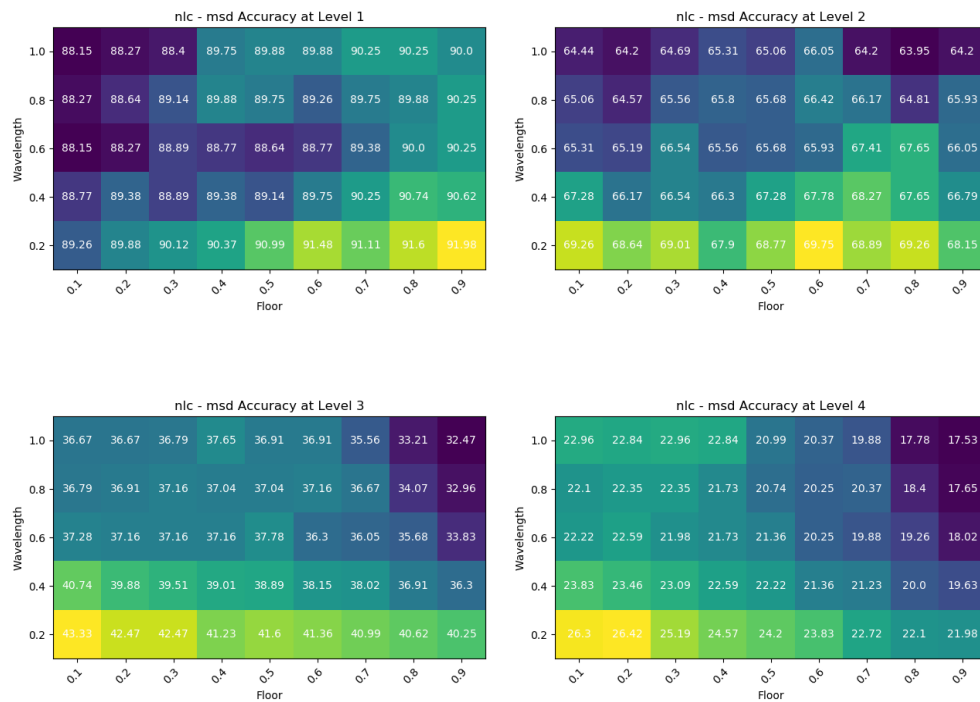 nlc - msd Accuracy at Level 1
Wavelength
1.0 88.15 88.27 88.4 89.75 89.88 89.88 90.25 90.25 90.0
0.8 88.27 88.64 89.14 89.88 89.75 89.26 89.75 89.88 90.25
0.6 88.15 88.27 88.89 88.77 88.64 88.77 89.38 90.0 90.25
0.4 88.77 89.38 88.89 89.38 89.14 89.75 90.25 90.74 90.62
0.2 89.26 89.88 90.12 90.37 90.99 91.48 91.11 91.6 91.98
0.1 0.2 0.3 0.4 0.5 0.6 0.7 0.8 0.9
Floor
nlc - msd Accuracy at Level 2
Wavelength
1.0 64.44 64.2 64.69 65.31 65.06 66.05 64.2 63.95 64.2
0.8 65.06 64.57 65.56 65.8 65.68 66.42 66.17 64.81 65.93
0.6 65.31 65.19 66.54 65.56 65.68 65.93 67.41 67.65 66.05
0.4 67.28 66.17 66.54 66.3 67.28 67.78 68.27 67.65 66.79
0.2 69.26 68.64 69.01 67.9 68.77 69.75 68.89 69.26 68.15
0.1 0.2 0.3 0.4 0.5 0.6 0.7 0.8 0.9
Floor
nlc - msd Accuracy at Level 3
Wavelength
1.0 36.67 36.67 36.79 37.65 36.91 36.91 35.56 33.21 32.47
0.8 36.79 36.91 37.16 37.04 37.04 37.16 36.67 34.07 32.96
0.6 37.28 37.16 37.16 37.16 37.78 36.3 36.05 35.68 33.83
0.4 40.74 39.88 39.51 39.01 38.89 38.15 38.02 36.91 36.3
0.2 43.33 42.47 42.47 41.23 41.6 41.36 40.99 40.62 40.25
0.1 0.2 0.3 0.4 0.5 0.6 0.7 0.8 0.9
Floor
nlc - msd Accuracy at Level 4
Wavelength
1.0 22.96 22.84 22.96 22.84 20.99 20.37 19.88 17.78 17.53
0.8 22.1 22.35 22.35 21.73 20.74 20.25 20.37 18.4 17.65
0.6 22.22 22.59 21.98 21.73 21.36 20.25 19.88 19.26 18.02
0.4 23.83 23.46 23.09 22.59 22.22 21.36 21.23 20.0 19.63
0.2 26.3 26.42 25.19 24.57 24.2 23.83 22.72 22.1 21.98
0.1 0.2 0.3 0.4 0.5 0.6 0.7 0.8 0.9
Floor